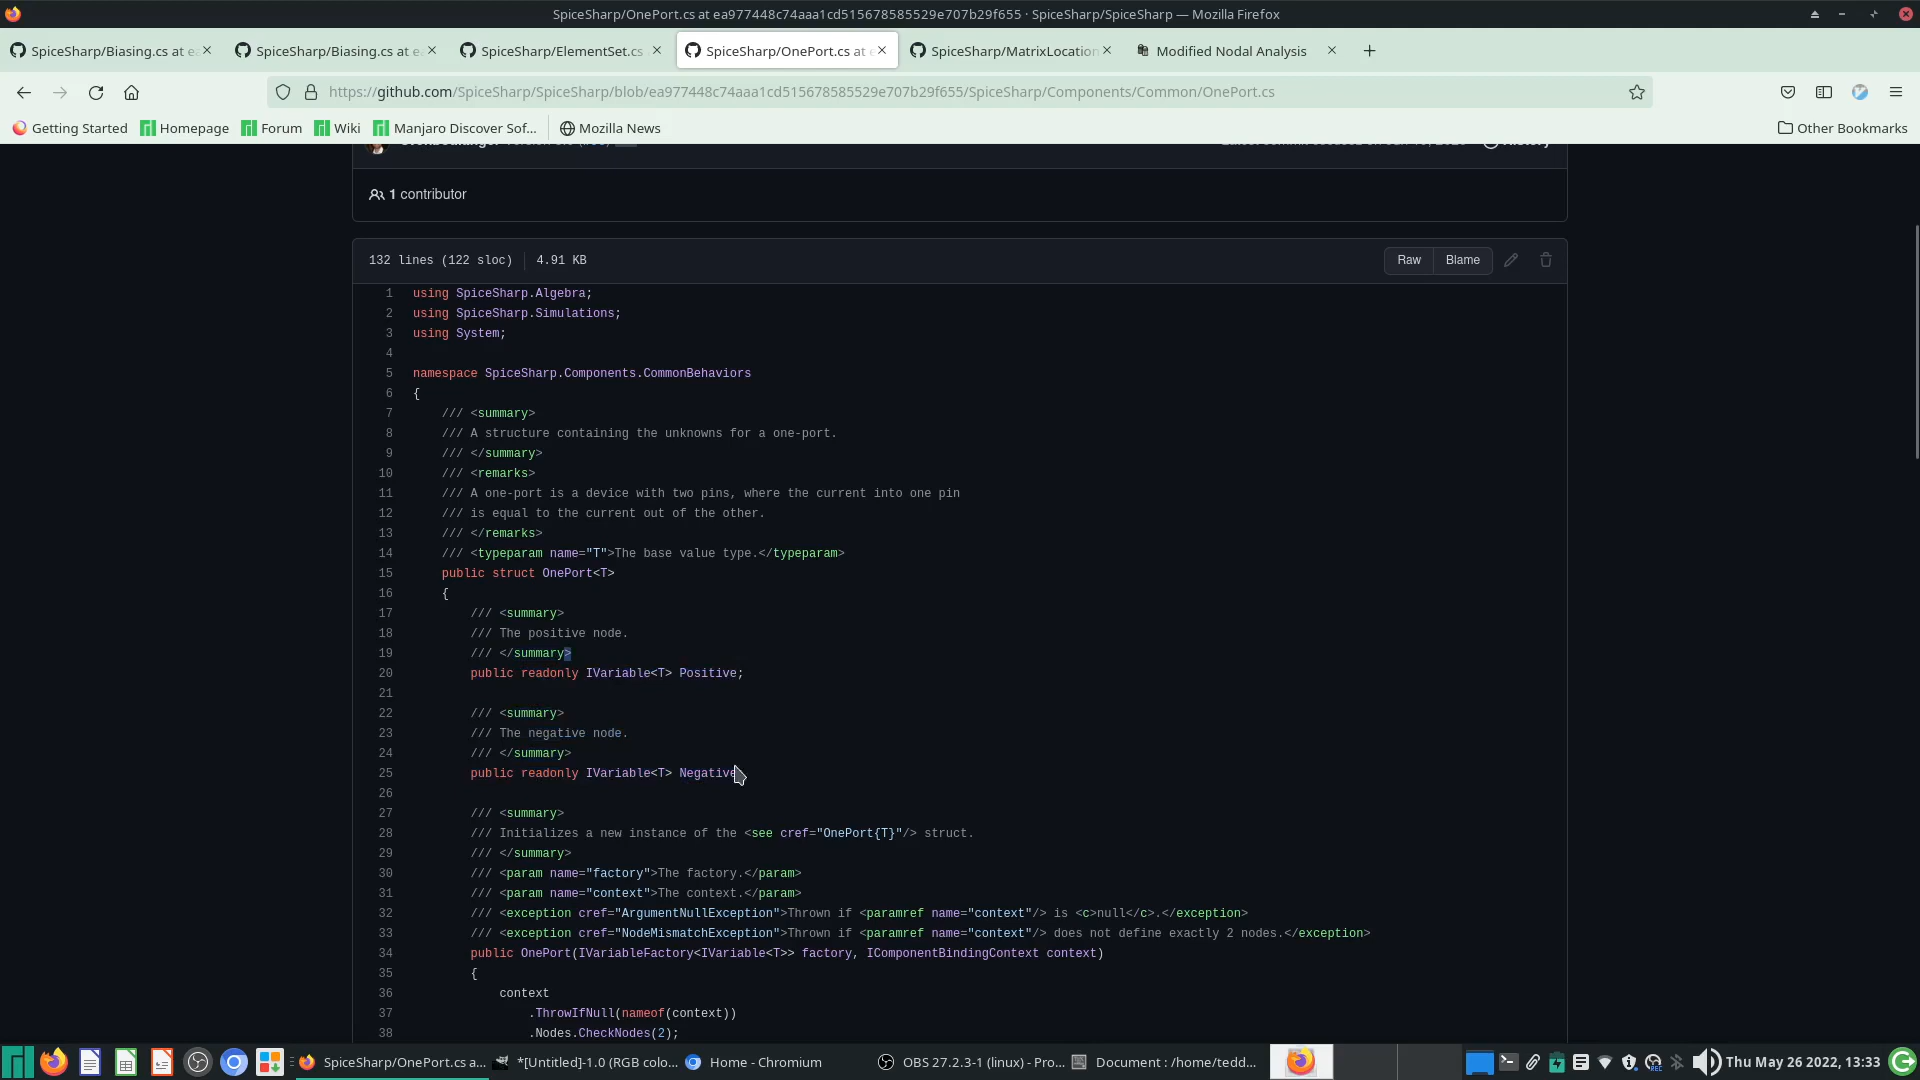 SpiceSharp/OnePort.cs at ea977448c74aaa1cd515678585529e707b29f655 · SpiceSharp/SpiceSharp — Mozilla Firefox
SpiceSharp/Biasing.cs at ea
SpiceSharp/Biasing.cs at e
SpiceSharp/ElementSet.cs
SpiceSharp/OnePort.cs at e
SpiceSharp/MatrixLocation
Modified Nodal Analysis
https://github.com/SpiceSharp/SpiceSharp/blob/ea977448c74aaa1cd515678585529e707b29f655/SpiceSharp/Components/Common/OnePort.cs
Getting Started
Homepage
Forum
Wiki
Manjaro Discover Sof...
Mozilla News
Other Bookmarks
1 contributor
132 lines (122 sloc)
4.91 KB
Raw
Blame
1 using SpiceSharp.Algebra;
2 using SpiceSharp.Simulations;
3 using System;
4
5 namespace SpiceSharp.Components.CommonBehaviors
6 {
7 /// <summary>
8 /// A structure containing the unknowns for a one-port.
9 /// </summary>
10 /// <remarks>
11 /// A one-port is a device with two pins, where the current into one pin
12 /// is equal to the current out of the other.
13 /// </remarks>
14 /// <typeparam name="T">The base value type.</typeparam>
15 public struct OnePort<T>
16 {
17 /// <summary>
18 /// The positive node.
19 /// </summary>
20 public readonly IVariable<T> Positive;
21
22 /// <summary>
23 /// The negative node.
24 /// </summary>
25 public readonly IVariable<T> Negative
26
27 /// <summary>
28 /// Initializes a new instance of the <see cref="OnePort{T}"/> struct.
29 /// </summary>
30 /// <param name="factory">The factory.</param>
31 /// <param name="context">The context.</param>
32 /// <exception cref="ArgumentNullException">Thrown if <paramref name="context"/> is <c>null</c>.</exception>
33 /// <exception cref="NodeMismatchException">Thrown if <paramref name="context"/> does not define exactly 2 nodes.</exception>
34 public OnePort(IVariableFactory<IVariable<T>> factory, IComponentBindingContext context)
35 {
36 context
37 .ThrowIfNull(nameof(context))
38 .Nodes.CheckNodes(2);
SpiceSharp/OnePort.cs a...
*[Untitled]-1.0 (RGB colo...
Home - Chromium
OBS 27.2.3-1 (linux) - Pro...
Document : /home/tedd...
Thu May 26 2022, 13:33